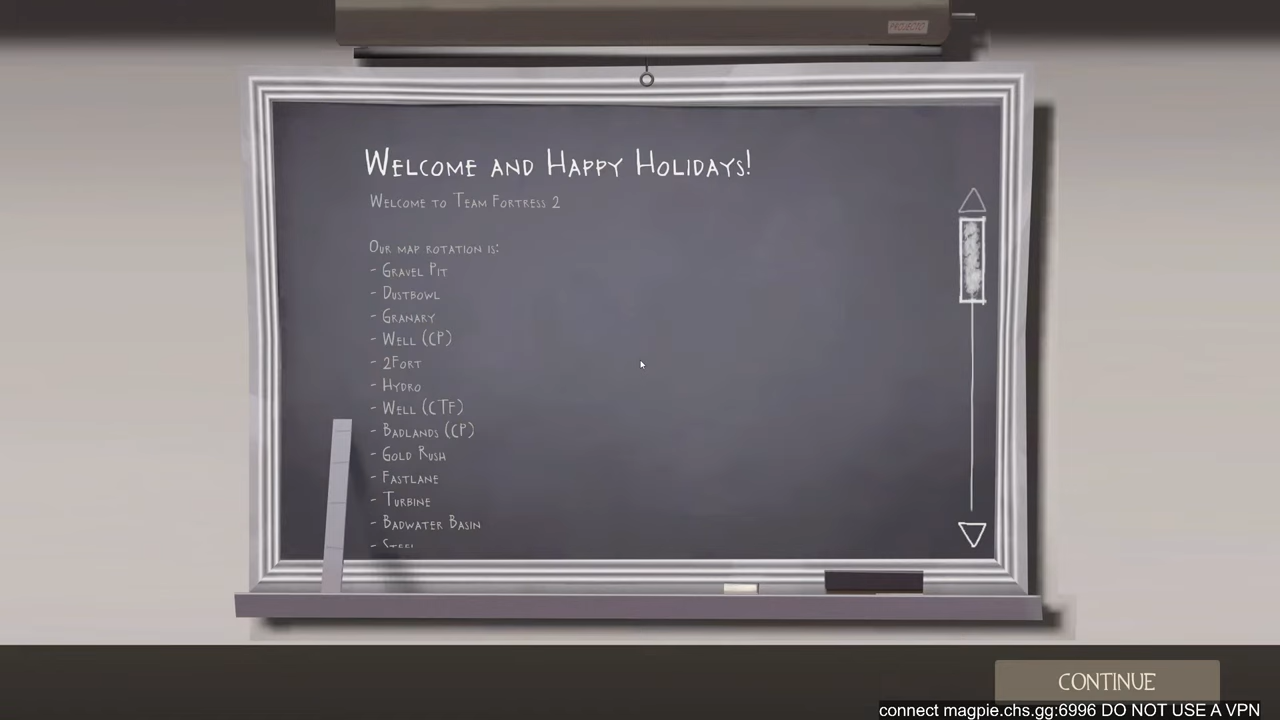 PROJECTOR
Welcome and Happy Holidays!
Welcome to Team Fortress 2
Our map rotation is:
- Gravel Pit
- Dustbowl
- Granary
- Well (CP)
- 2Fort
- Hydro
- Well (CTF)
- Badlands (CP)
- Gold Rush
- Fastlane
- Turbine
- Badwater Basin
- Steel
CONTINUE
connect magpie.chs.gg:6996 DO NOT USE A VPN